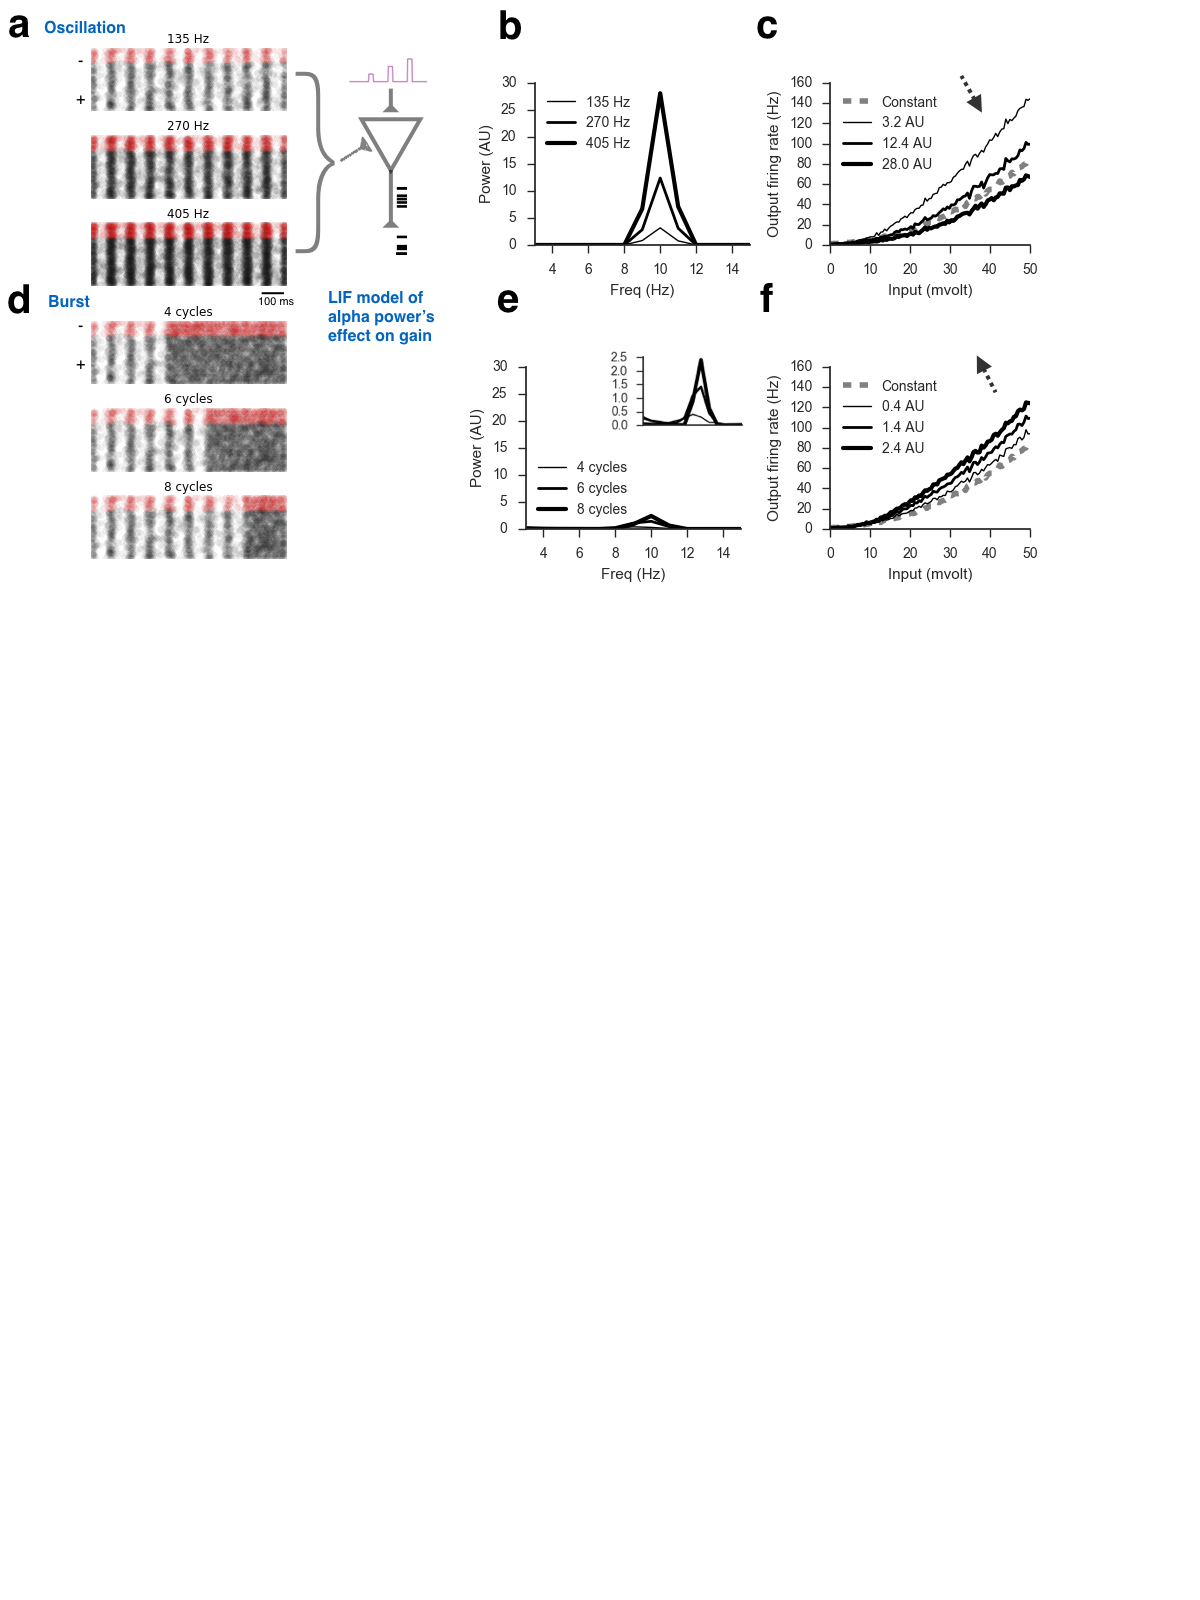 a
Oscillation
135 Hz
-
+
270 Hz
405 Hz
100 ms
LIF model of
alpha power's
effect on gain
b
30
25
20
15
10
5
0
Power (AU)
135 Hz
270 Hz
405 Hz
4 6 8 10 12 14
Freq (Hz)
c
160
140
120
100
80
60
40
20
0
Output firing rate (Hz)
Constant
3.2 AU
12.4 AU
28.0 AU
0 10 20 30 40 50
Input (mvolt)
d
Burst
4 cycles
-
+
6 cycles
8 cycles
e
30
25
20
15
10
5
0
Power (AU)
2.5
2.0
1.5
1.0
0.5
0.0
4 cycles
6 cycles
8 cycles
4 6 8 10 12 14
Freq (Hz)
f
160
140
120
100
80
60
40
20
0
Output firing rate (Hz)
Constant
0.4 AU
1.4 AU
2.4 AU
0 10 20 30 40 50
Input (mvolt)